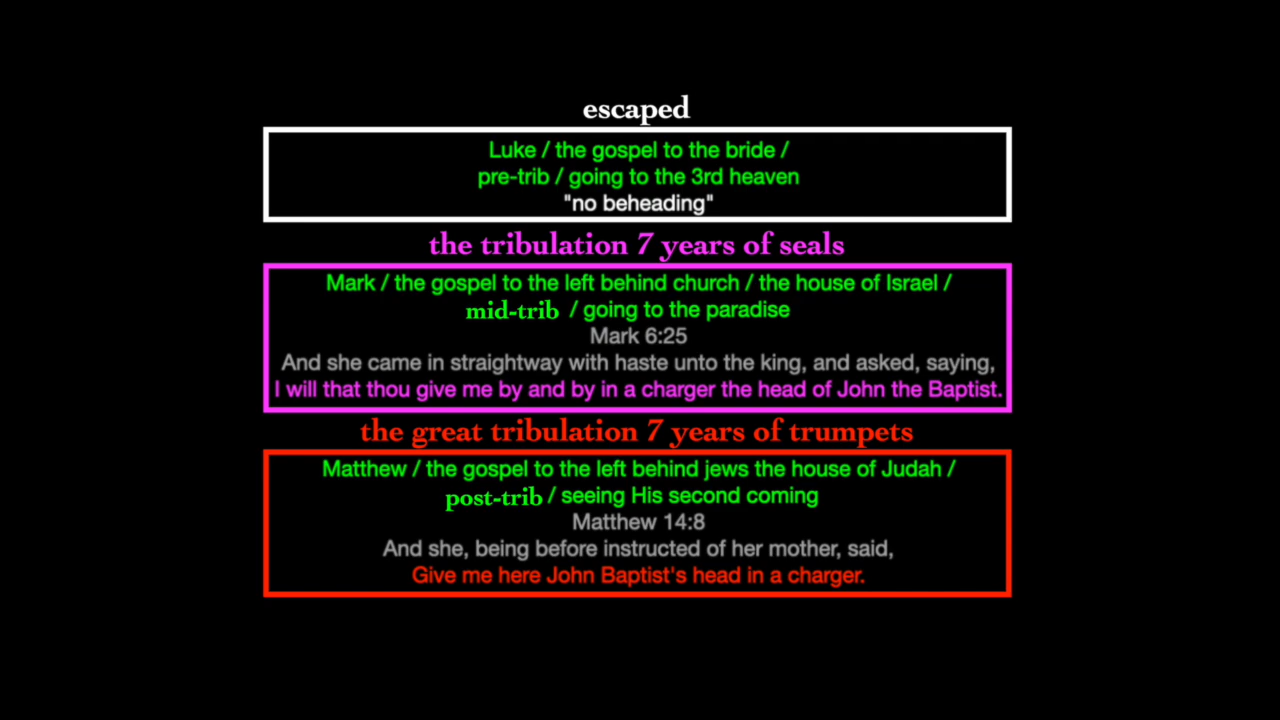 escaped
Luke / the gospel to the bride /
pre-trib / going to the 3rd heaven
"no beheading"
the tribulation 7 years of seals
Mark / the gospel to the left behind church / the house of Israel /
mid-trib / going to the paradise
Mark 6:25
And she came in straightway with haste unto the king, and asked, saying,
I will that thou give me by and by in a charger the head of John the Baptist.
the great tribulation 7 years of trumpets
Matthew / the gospel to the left behind jews the house of Judah /
post-trib / seeing His second coming
Matthew 14:8
And she, being before instructed of her mother, said,
Give me here John Baptist's head in a charger.